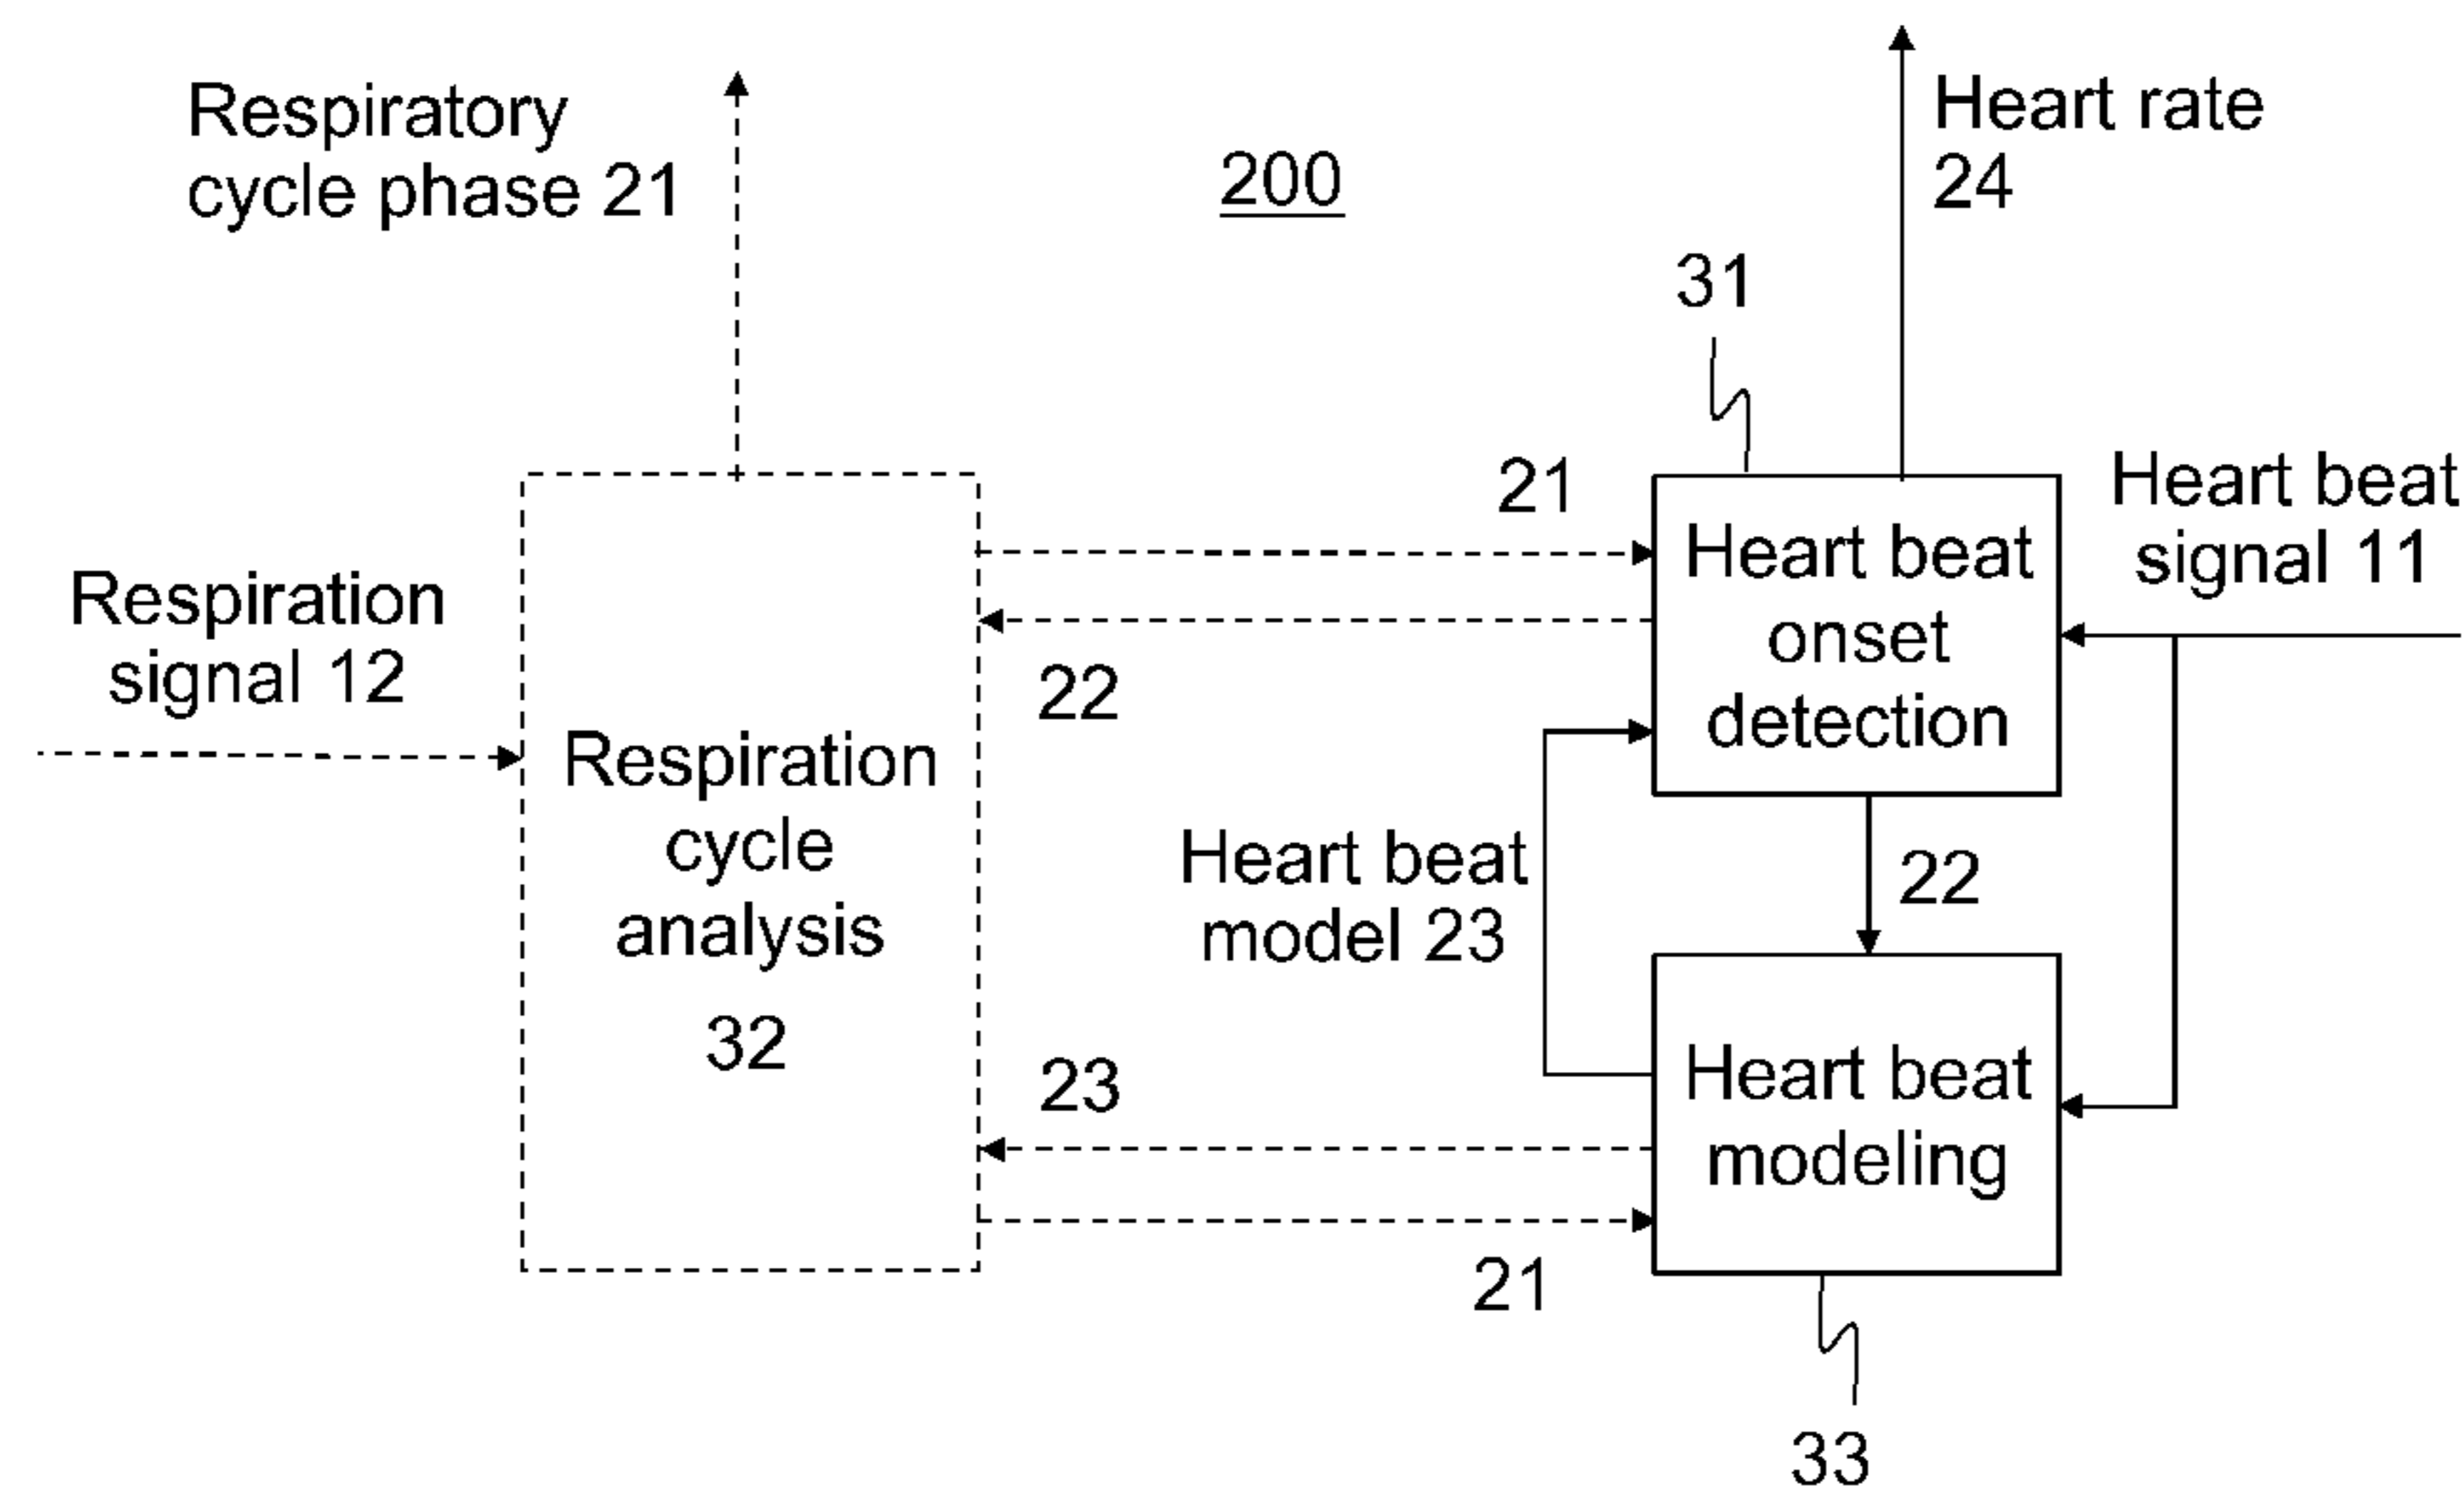 Respiratory
cycle phase 21
200
Heart rate
24
31
21
Heart beat
signal 11
Respiration
signal 12
22
Heart beat
onset
detection
Respiration
cycle
analysis
32
Heart beat
model 23
22
23
Heart beat
modeling
21
33